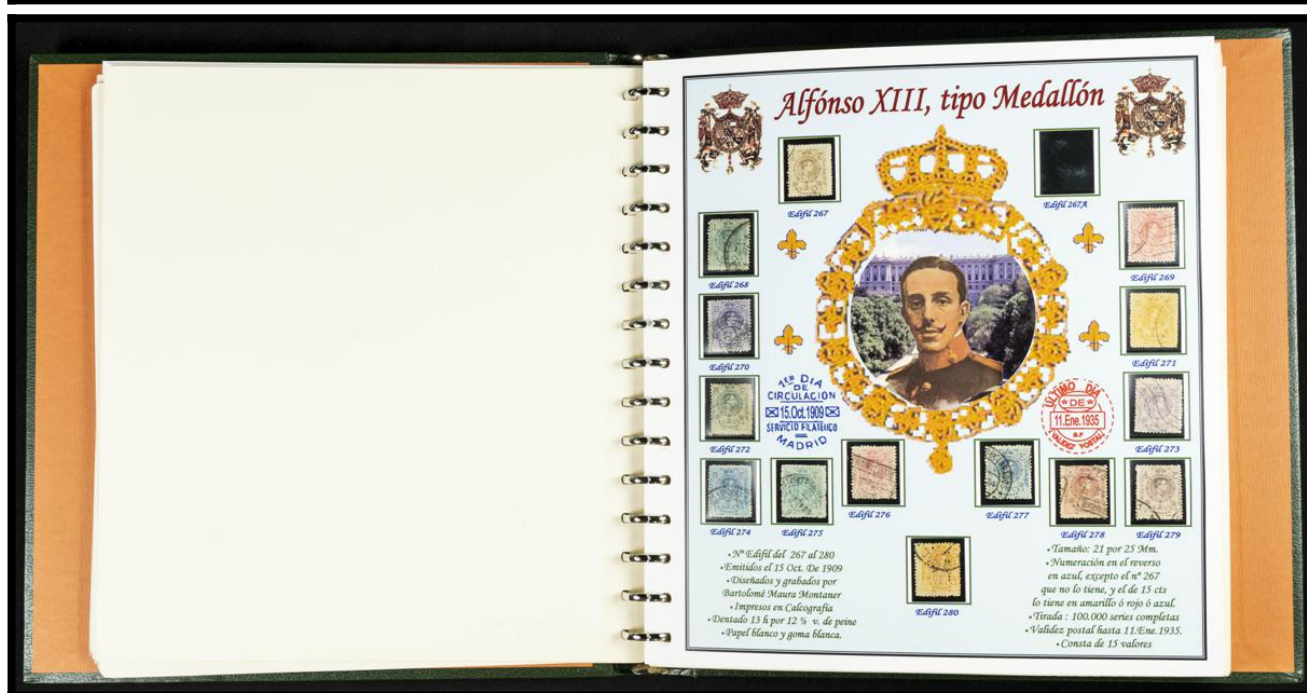 Alfónso XIII, tipo Medallón
Edifil 267
Edifil 267A
Edifil 268
Edifil 269
Edifil 270
Edifil 271
1ER DIA
DE
CIRCULACION
15.Oct.1909
SERVICIO FILATELICO
MADRID
ÚLTIMO DÍA
DE
11.Ene.1935
S.F
VALIDEZ POSTAL
Edifil 272
Edifil 273
Edifil 274
Edifil 275
Edifil 276
Edifil 277
Edifil 278
Edifil 279
Edifil 280
•Nº Edifil del 267 al 280
•Emitidos el 15 Oct. De 1909
•Diseñados y grabados por
Bartolomé Maura Montaner
•Impresos en Calcografía
•Dentado 13 h por 12 ½ v. de peine
•Papel blanco y goma blanca.
•Tamaño: 21 por 25 Mm.
•Numeración en el reverso
en azul, excepto el nº 267
que no lo tiene, y el de 15 cts
lo tiene en amarillo ó rojo ó azul.
•Tirada : 100.000 series completas
•Validez postal hasta 11.Ene.1935.
•Consta de 15 valores